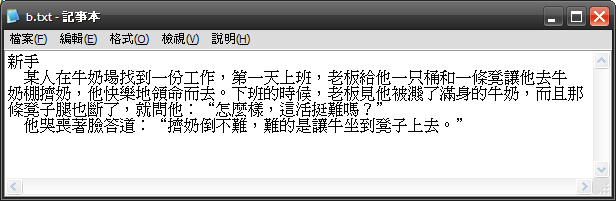 b.txt - 記事本
檔案(F) 編輯(E) 格式(O) 檢視(V) 說明(H)
新手
某人在牛奶場找到一份工作，第一天上班，老板給他一只桶和一條凳讓他去牛
奶棚擠奶，他快樂地領命而去。下班的時候，老板見他被濺了滿身的牛奶，而且那
條凳子腿也斷了，就問他：“怎麼樣，這活挺難嗎？”
他哭喪著臉答道：“擠奶倒不難，難的是讓牛坐到凳子上去。”